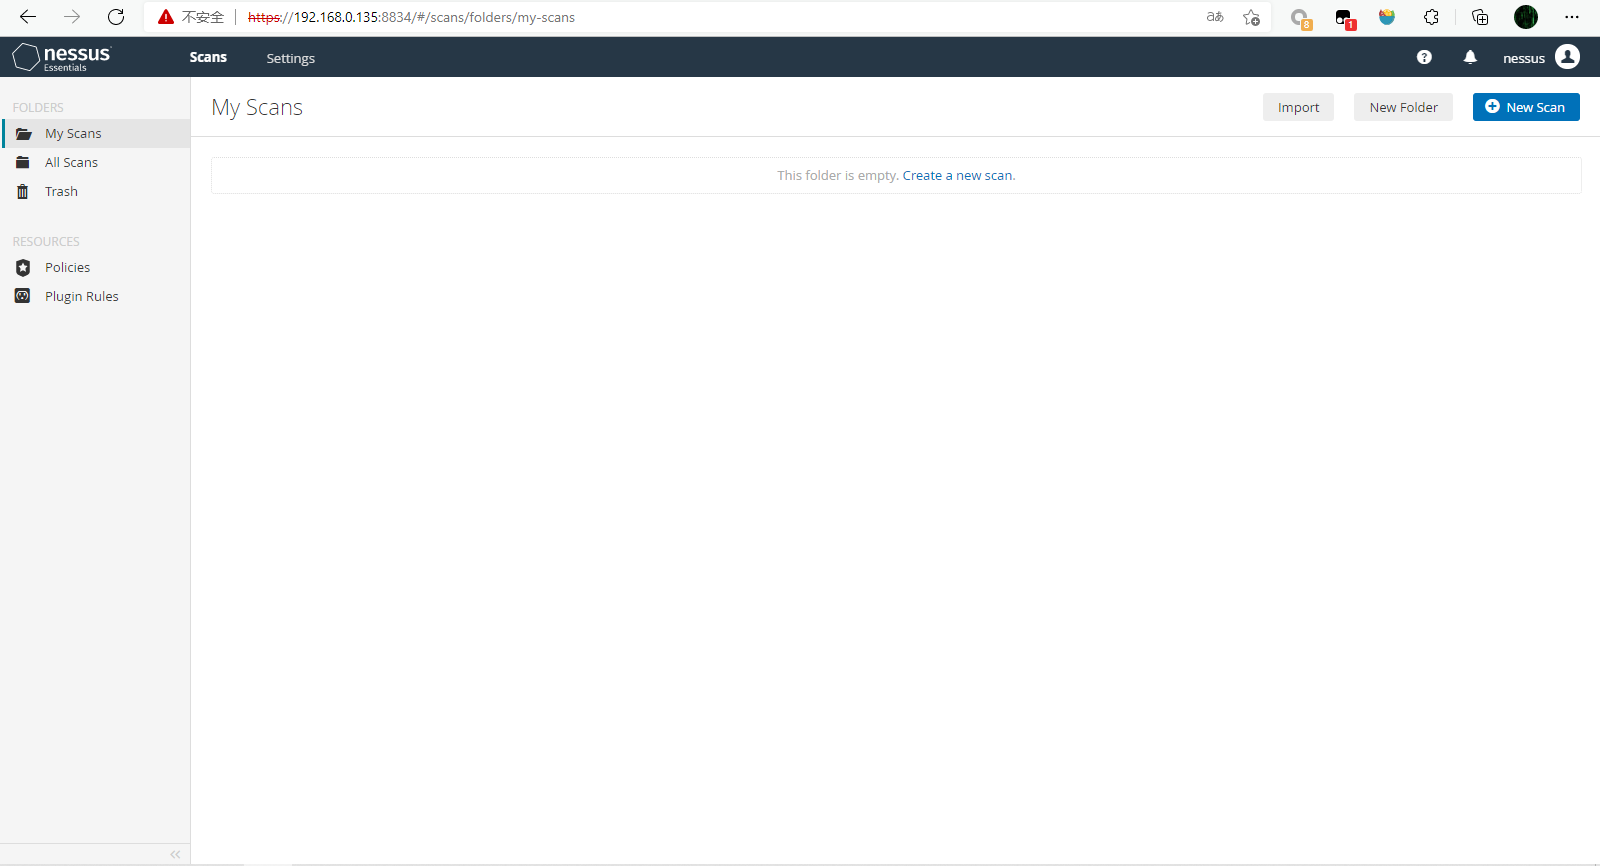 不安全 https://192.168.0.135:8834/#/scans/folders/my-scans aあ 8 1
nessus Essentials Scans Settings nessus
FOLDERS
My Scans
All Scans
Trash
RESOURCES
Policies
Plugin Rules
My Scans Import New Folder New Scan
This folder is empty. Create a new scan.